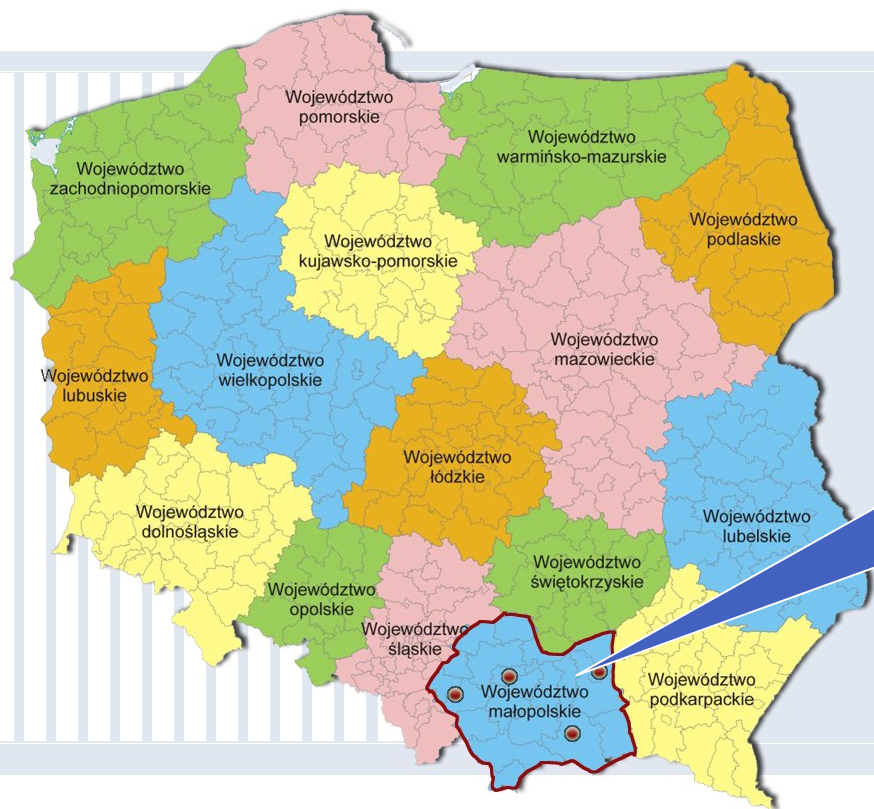 Województwo
pomorskie
Województwo
warmińsko-mazurskie
Województwo
zachodniopomorskie
Województwo
podlaskie
Województwo
kujawsko-pomorskie
Województwo
mazowieckie
Województwo
wielkopolskie
Województwo
lubuskie
Województwo
łódzkie
Województwo
dolnośląskie
Województwo
lubelskie
Województwo
świętokrzyskie
Województwo
opolskie
Województwo
śląskie
Województwo
małopolskie
Województwo
podkarpackie